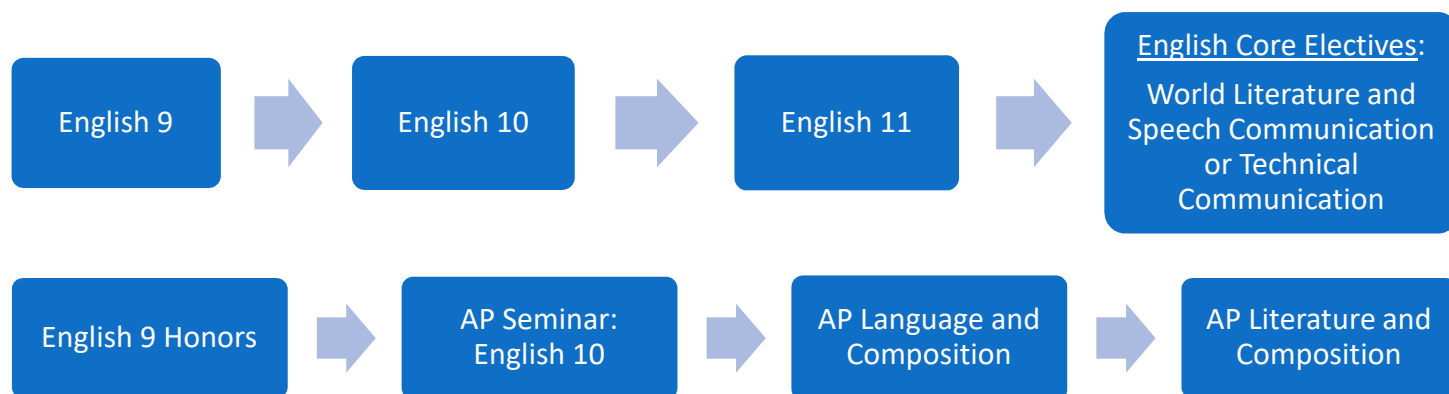 English 9
English 10
English 11
English Core Electives:
World Literature and
Speech Communication
or Technical
Communication
English 9 Honors
AP Seminar:
English 10
AP Language and
Composition
AP Literature and
Composition